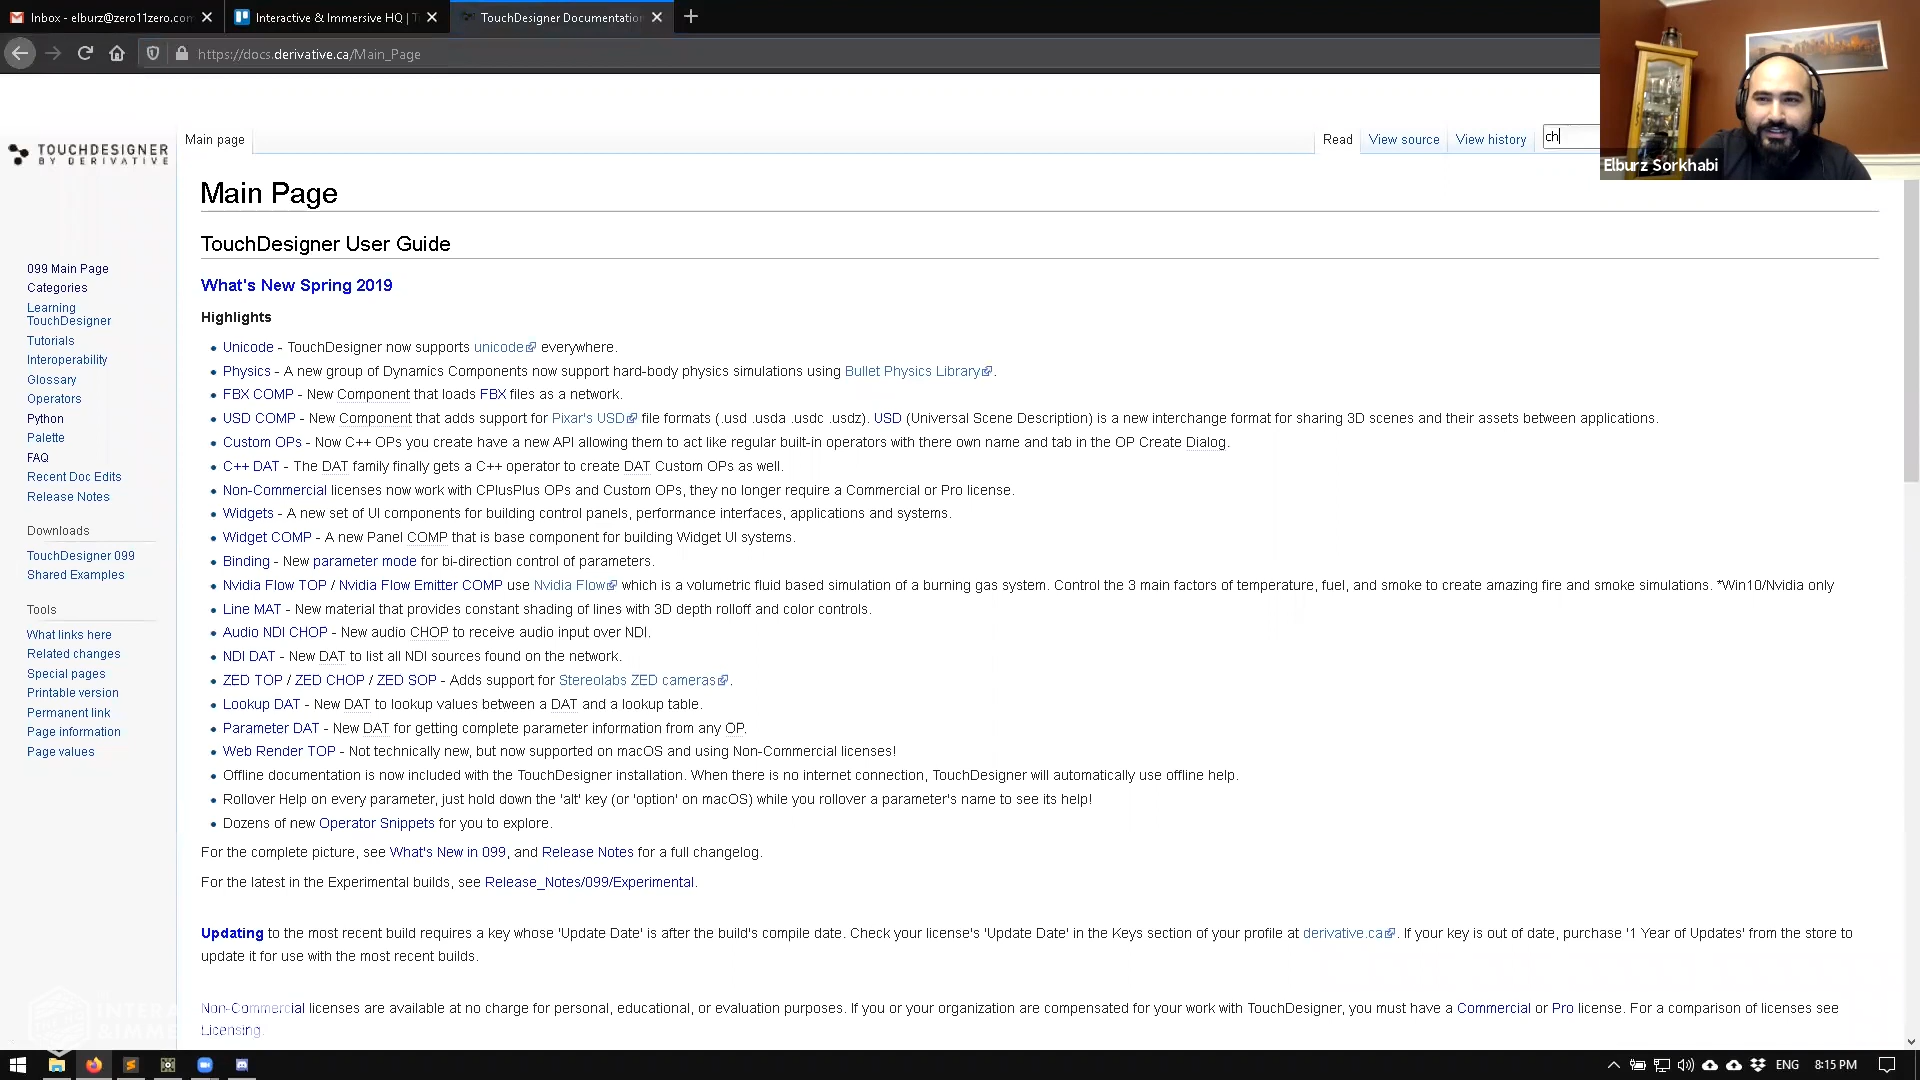 Inbox - elburz@zero11zero.com
Interactive & Immersive HQ | T
TouchDesigner Documentation
https://docs.derivative.ca/Main_Page
TOUCHDESIGNER
BY DERIVATIVE
Main page
Read
View source
View history
ch
Elburz Sorkhabi
Main Page
TouchDesigner User Guide
What's New Spring 2019
Highlights
Unicode - TouchDesigner now supports unicode everywhere.
Physics - A new group of Dynamics Components now support hard-body physics simulations using Bullet Physics Library.
FBX COMP - New Component that loads FBX files as a network.
USD COMP - New Component that adds support for Pixar's USD file formats (.usd .usda .usdc .usdz). USD (Universal Scene Description) is a new interchange format for sharing 3D scenes and their assets between applications.
Custom OPs - Now C++ OPs you create have a new API allowing them to act like regular built-in operators with there own name and tab in the OP Create Dialog.
C++ DAT - The DAT family finally gets a C++ operator to create DAT Custom OPs as well.
Non-Commercial licenses now work with CPlusPlus OPs and Custom OPs, they no longer require a Commercial or Pro license.
Widgets - A new set of UI components for building control panels, performance interfaces, applications and systems.
Widget COMP - A new Panel COMP that is base component for building Widget UI systems.
Binding - New parameter mode for bi-direction control of parameters.
Nvidia Flow TOP / Nvidia Flow Emitter COMP use Nvidia Flow which is a volumetric fluid based simulation of a burning gas system. Control the 3 main factors of temperature, fuel, and smoke to create amazing fire and smoke simulations. *Win10/Nvidia only
Line MAT - New material that provides constant shading of lines with 3D depth rolloff and color controls.
Audio NDI CHOP - New audio CHOP to receive audio input over NDI.
NDI DAT - New DAT to list all NDI sources found on the network.
ZED TOP / ZED CHOP / ZED SOP - Adds support for Stereolabs ZED cameras.
Lookup DAT - New DAT to lookup values between a DAT and a lookup table.
Parameter DAT - New DAT for getting complete parameter information from any OP.
Web Render TOP - Not technically new, but now supported on macOS and using Non-Commercial licenses!
Offline documentation is now included with the TouchDesigner installation. When there is no internet connection, TouchDesigner will automatically use offline help.
Rollover Help on every parameter, just hold down the 'alt' key (or 'option' on macOS) while you rollover a parameter's name to see its help!
Dozens of new Operator Snippets for you to explore.
For the complete picture, see What's New in 099, and Release Notes for a full changelog.
For the latest in the Experimental builds, see Release_Notes/099/Experimental.
Updating to the most recent build requires a key whose 'Update Date' is after the build's compile date. Check your license's 'Update Date' in the Keys section of your profile at derivative.ca. If your key is out of date, purchase '1 Year of Updates' from the store to
update it for use with the most recent builds.
Non-Commercial licenses are available at no charge for personal, educational, or evaluation purposes. If you or your organization are compensated for your work with TouchDesigner, you must have a Commercial or Pro license. For a comparison of licenses see
Licensing.
099 Main Page
Categories
Learning
TouchDesigner
Tutorials
Interoperability
Glossary
Operators
Python
Palette
FAQ
Recent Doc Edits
Release Notes
Downloads
TouchDesigner 099
Shared Examples
Tools
What links here
Related changes
Special pages
Printable version
Permanent link
Page information
Page values
ENG
8:15 PM